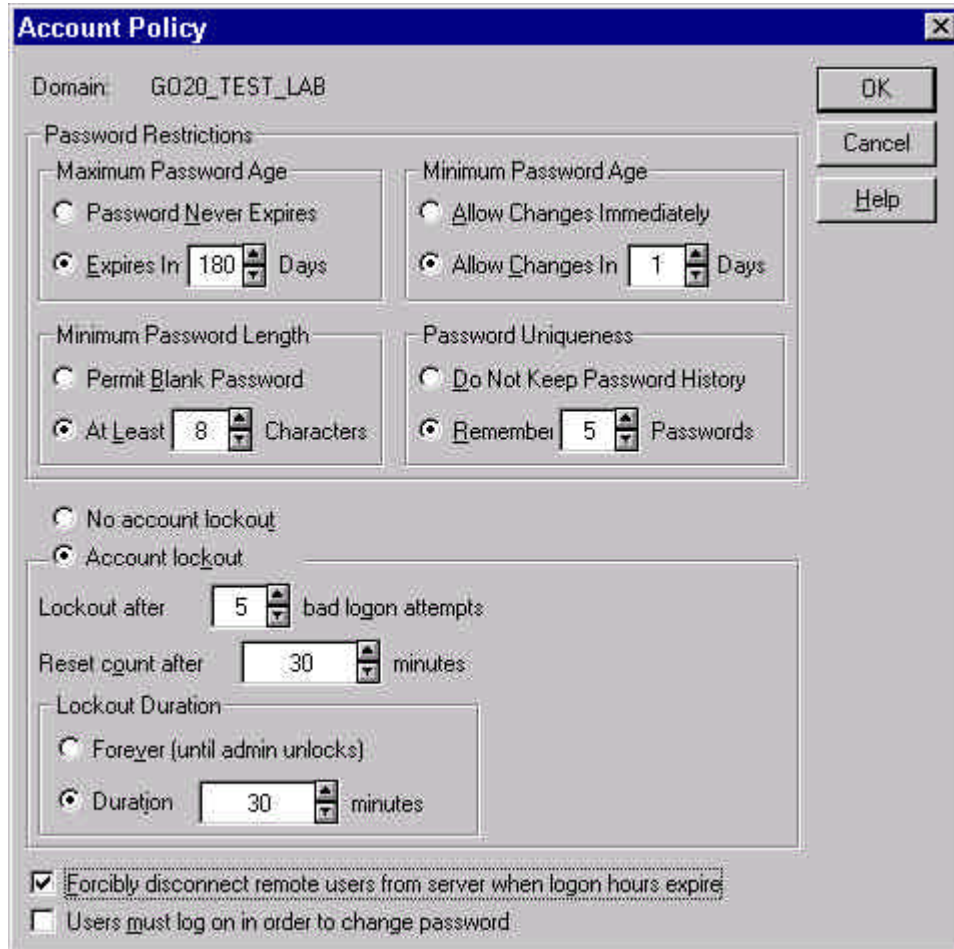 Account Policy
Domain: GO20_TEST_LAB
OK
Cancel
Help
Password Restrictions
Maximum Password Age
Password Never Expires
Expires In 180 Days
Minimum Password Age
Allow Changes Immediately
Allow Changes In 1 Days
Minimum Password Length
Permit Blank Password
At Least 8 Characters
Password Uniqueness
Do Not Keep Password History
Remember 5 Passwords
No account lockout
Account lockout
Lockout after 5 bad logon attempts
Reset count after 30 minutes
Lockout Duration
Forever (until admin unlocks)
Duration 30 minutes
Forcibly disconnect remote users from server when logon hours expire
Users must log on in order to change password